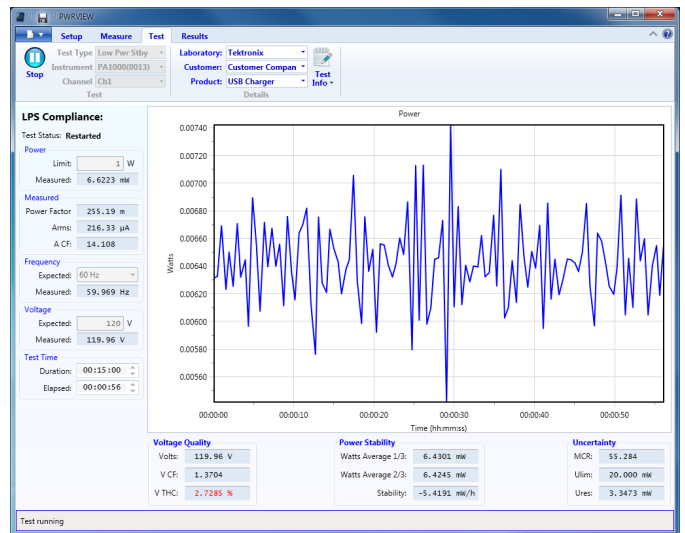 PWRVIEW
Setup Measure Test Results
Test Type Low Pwr Stby Laboratory: Tektronix
Instrument PA1000(0013) Customer: Customer Compan
Stop Channel Ch1 Product: USB Charger Test Info
Test Details
LPS Compliance:
Test Status: Restarted
Power
Limit: 1 W
Measured: 6.6223 mW
Measured
Power Factor 255.19 m
Arms: 216.33 µA
A CF: 14.108
Frequency
Expected: 60 Hz
Measured: 59.969 Hz
Voltage
Expected: 120 V
Measured: 119.96 V
Test Time
Duration: 00:15:00
Elapsed: 00:00:56
Power
0.00740
0.00720
0.00700
0.00680
0.00660
0.00640
0.00620
0.00600
0.00580
0.00560
Watts
00:00:00 00:00:10 00:00:20 00:00:30 00:00:40 00:00:50
Time (hh:mm:ss)
Voltage Quality Power Stability Uncertainty
Volts: 119.96 V Watts Average 1/3: 6.4301 mW MCR: 55.284
V CF: 1.3704 Watts Average 2/3: 6.4245 mW Ulim: 20.000 mW
V THC: 2.7285 % Stability: -5.4191 mW/h Ures: 3.3473 mW
Test running